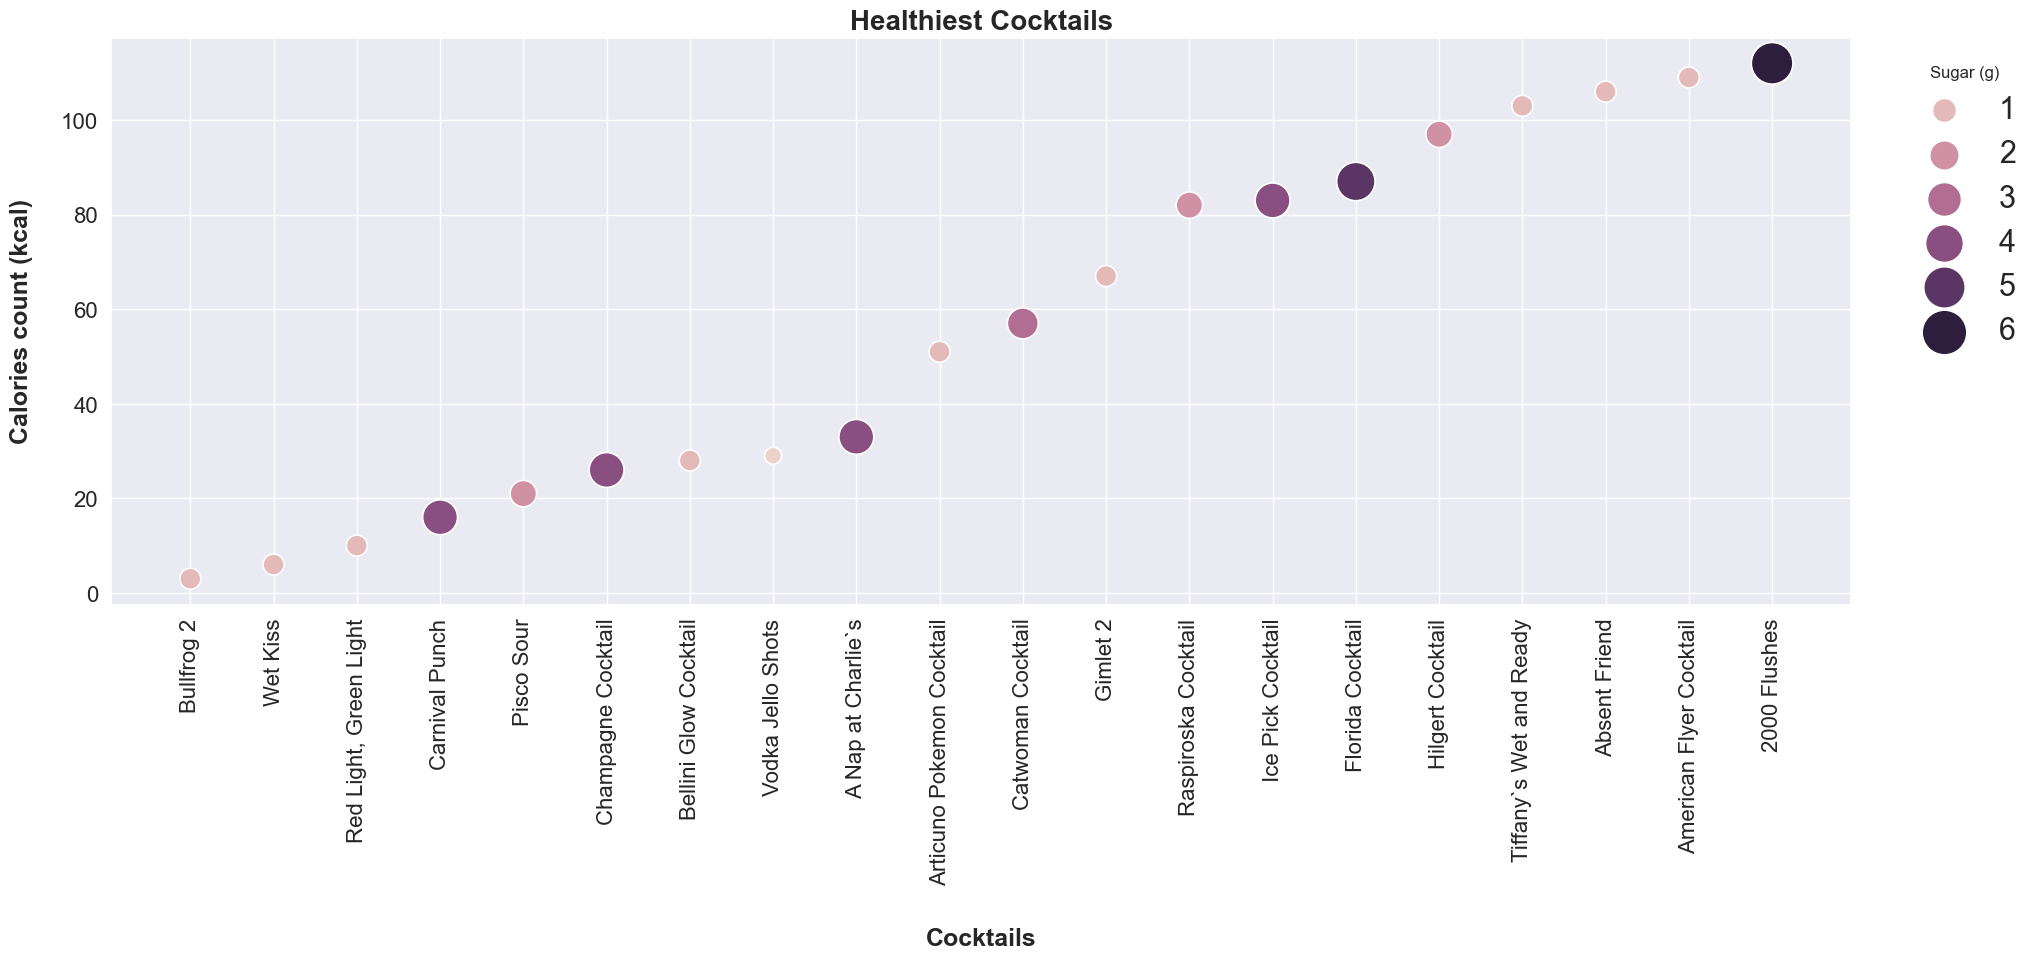 Healthiest Cocktails
Calories count (kcal)
100
80
60
40
20
0
Bullfrog 2
Wet Kiss
Red Light, Green Light
Carnival Punch
Pisco Sour
Champagne Cocktail
Bellini Glow Cocktail
Vodka Jello Shots
A Nap at Charlie`s
Articuno Pokemon Cocktail
Catwoman Cocktail
Gimlet 2
Raspiroska Cocktail
Ice Pick Cocktail
Florida Cocktail
Hilgert Cocktail
Tiffany`s Wet and Ready
Absent Friend
American Flyer Cocktail
2000 Flushes
Cocktails
Sugar (g)
1
2
3
4
5
6